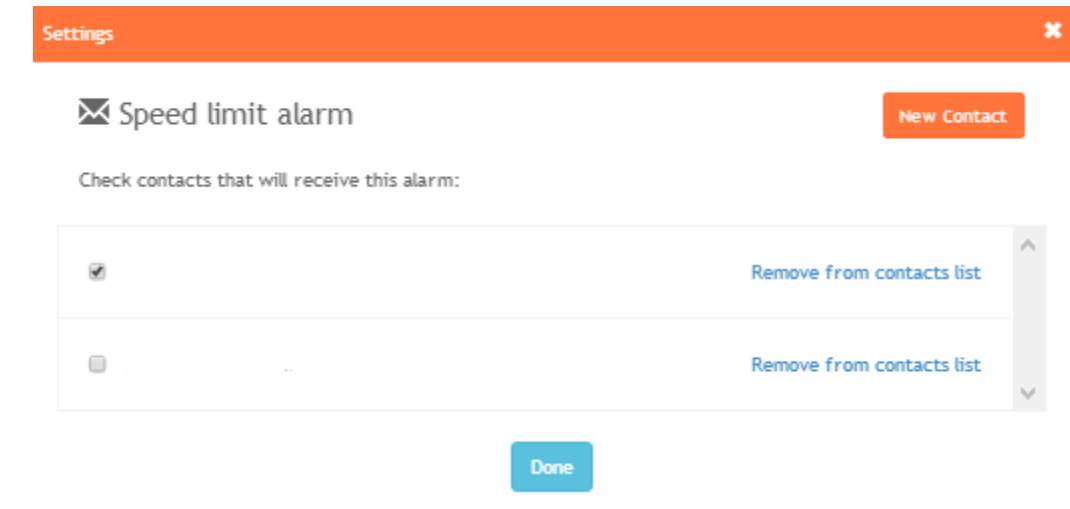 Settings
Speed limit alarm
New Contact
Check contacts that will receive this alarm:
Remove from contacts list
Remove from contacts list
Done